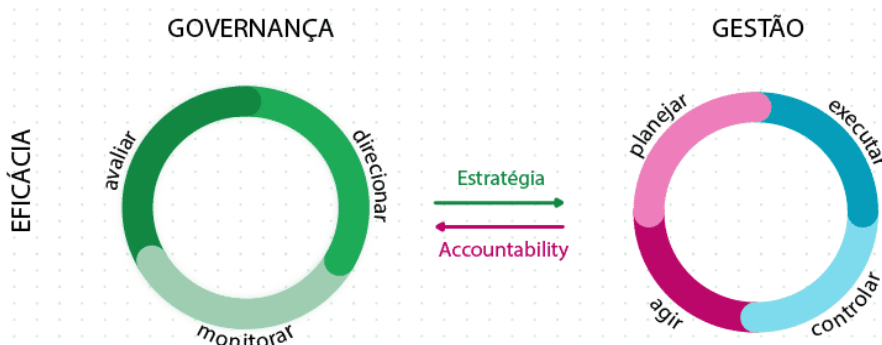 GOVERNANÇA
GESTÃO
EFICÁCIA
avaliar
direcionar
monitorar
Estratégia
Accountability
planejar
executar
agir
controlar